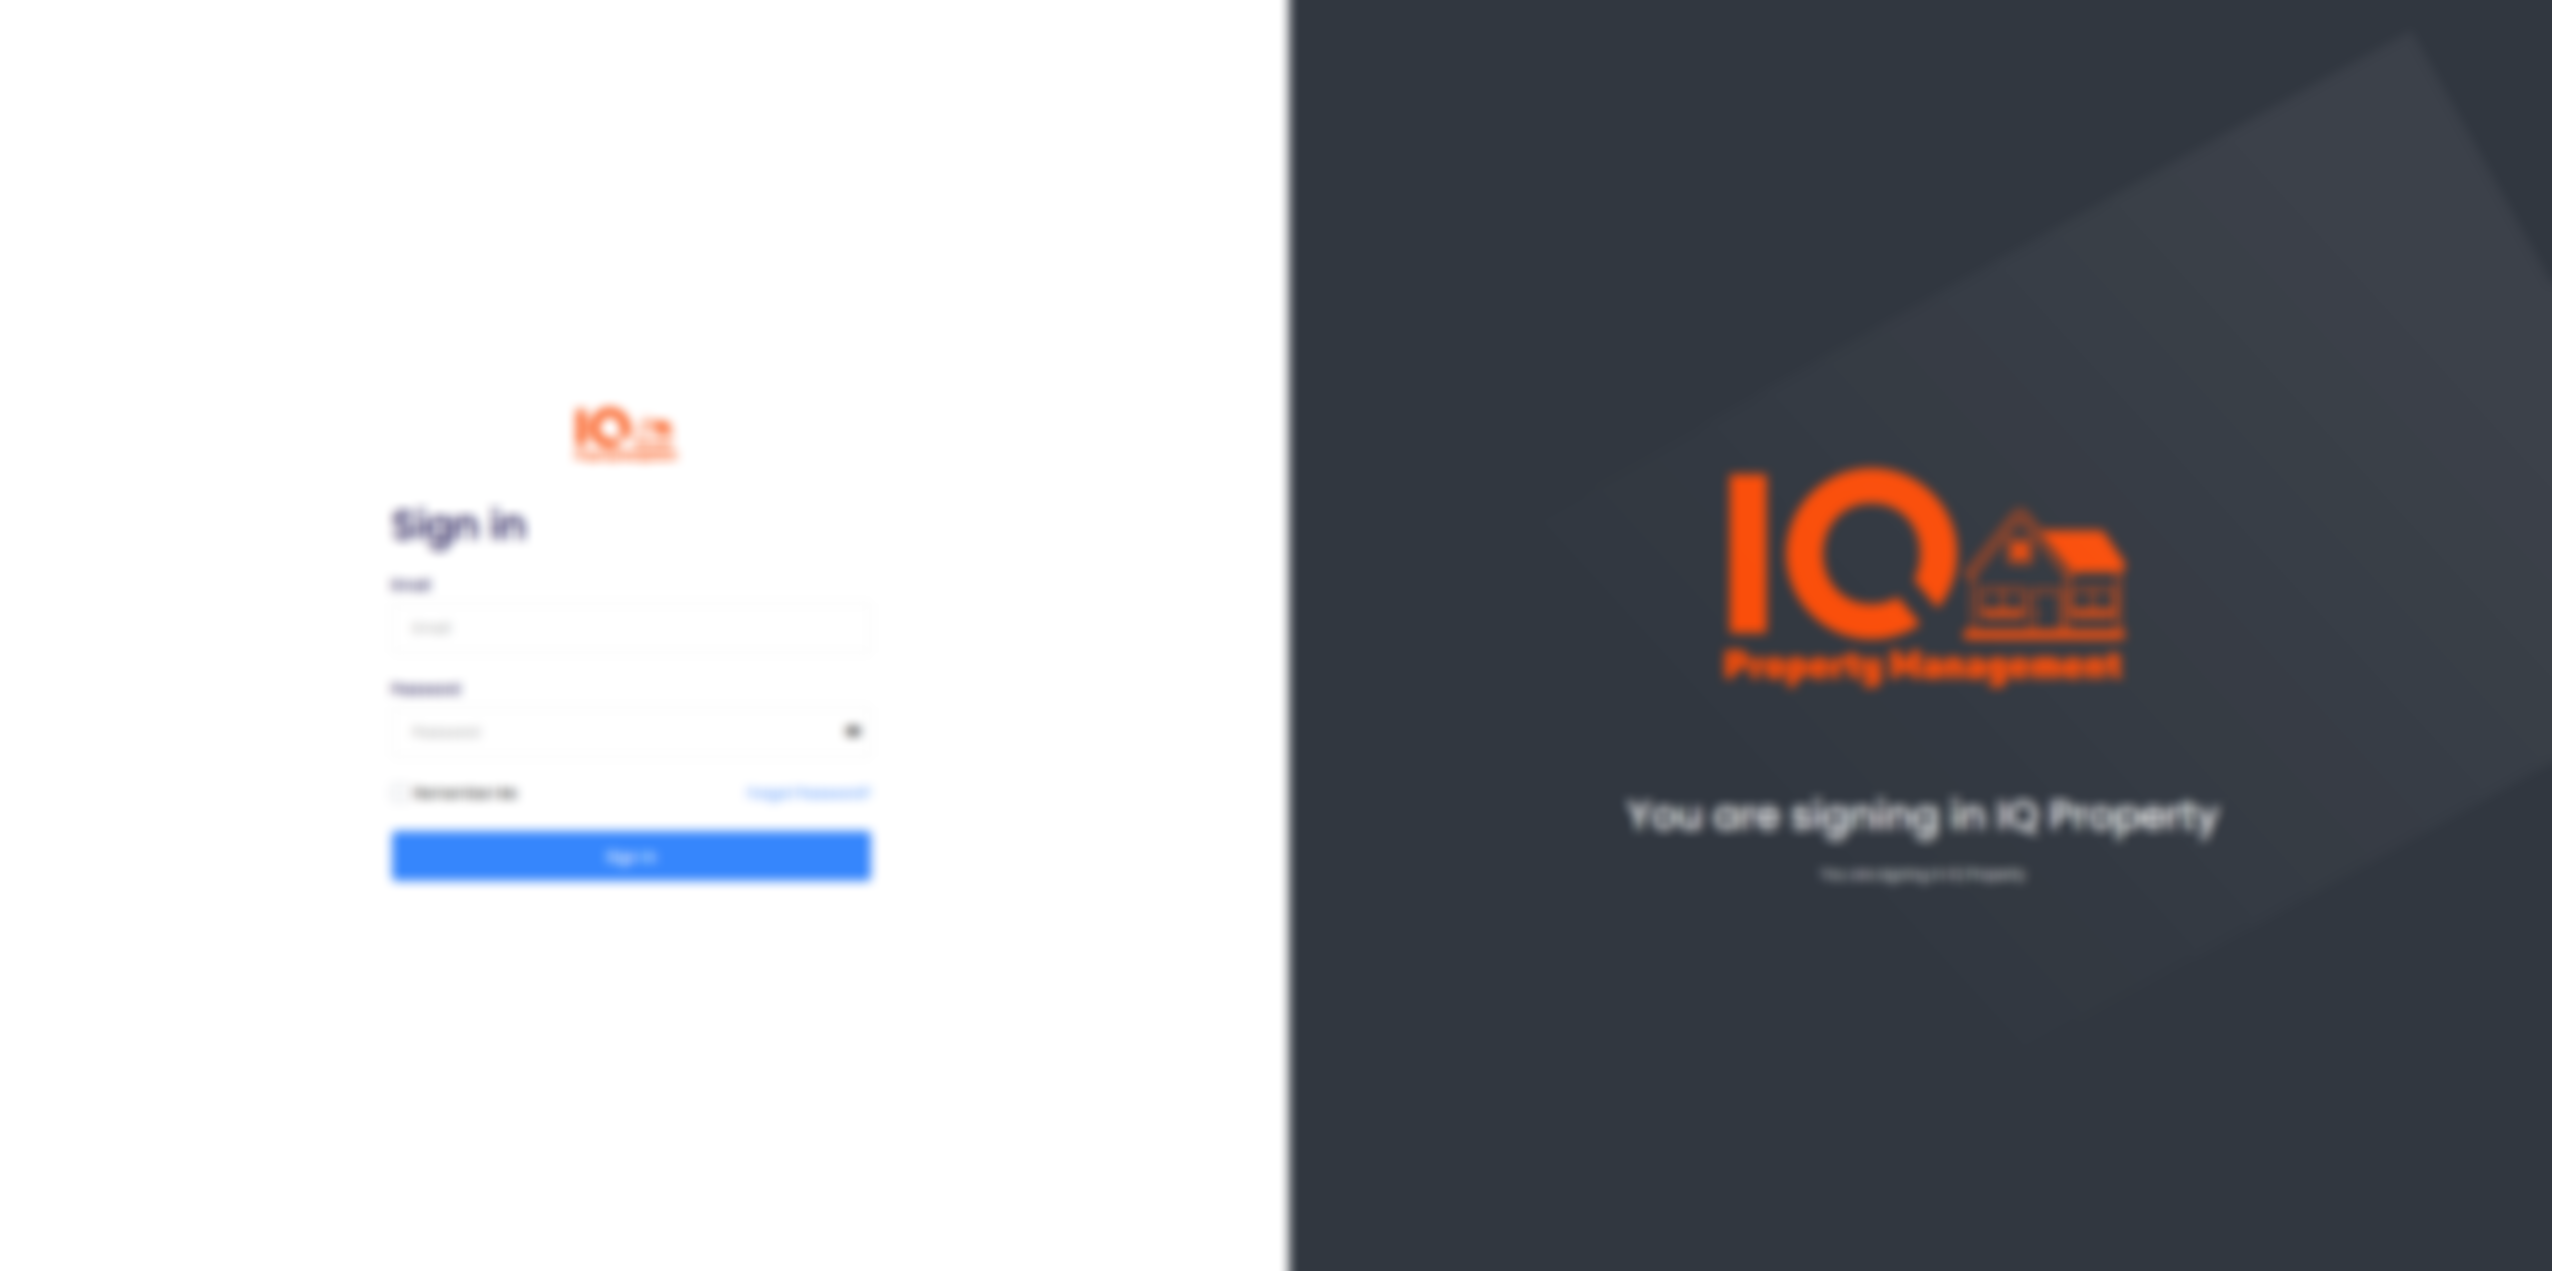 IQ
Sign in
Email
Email
Password
Password
Remember Me
Forgot Password?
Sign In
IQ
Property Management
You are signing in IQ Property
You are signing in IQ Property